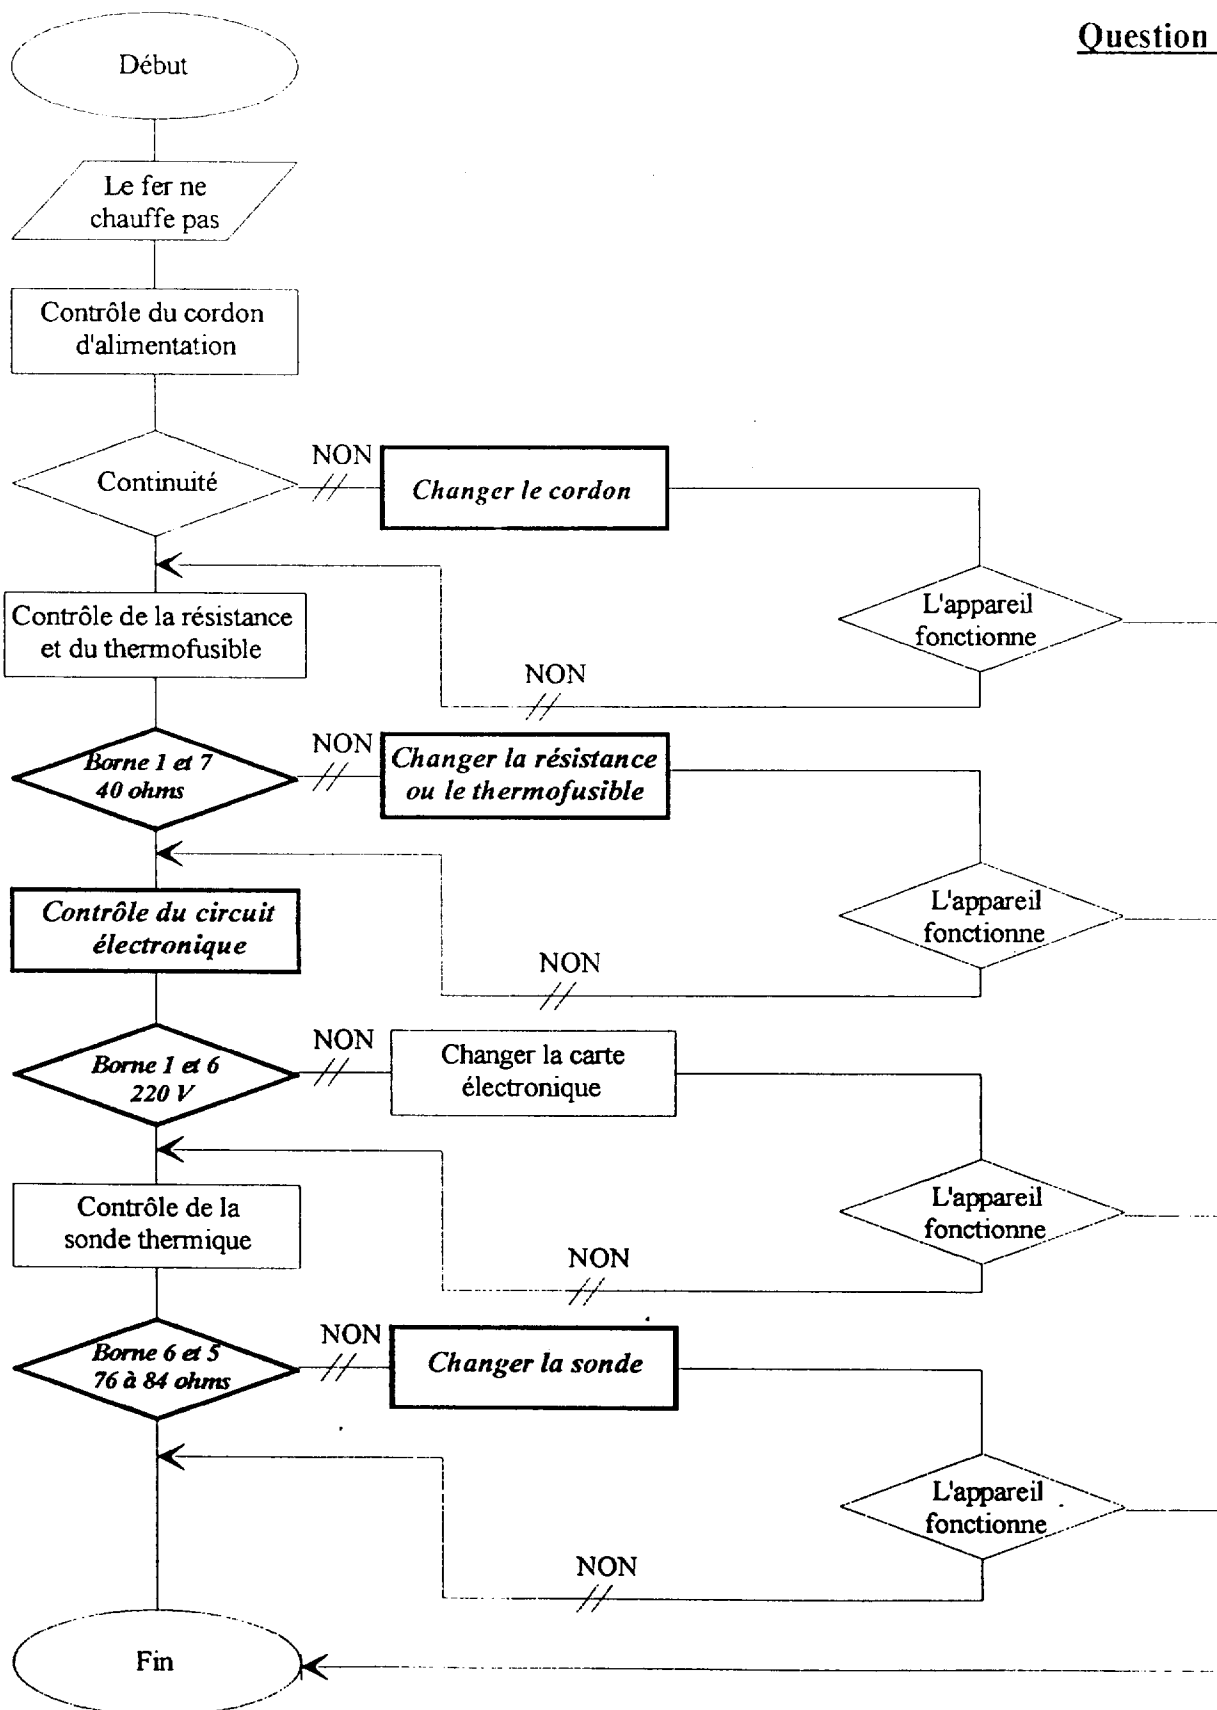 Question
Début
Le fer ne
chauffe pas
Contrôle du cordon
d'alimentation
Continuité
NON
Changer le cordon
L'appareil
fonctionne
NON
Contrôle de la résistance
et du thermofusible
Borne 1 et 7
40 ohms
NON
Changer la résistance
ou le thermofusible
L'appareil
fonctionne
NON
Contrôle du circuit
électronique
Borne 1 et 6
220 V
NON
Changer la carte
électronique
L'appareil
fonctionne
NON
Contrôle de la
sonde thermique
Borne 6 et 5
76 à 84 ohms
NON
Changer la sonde
L'appareil
fonctionne
NON
Fin